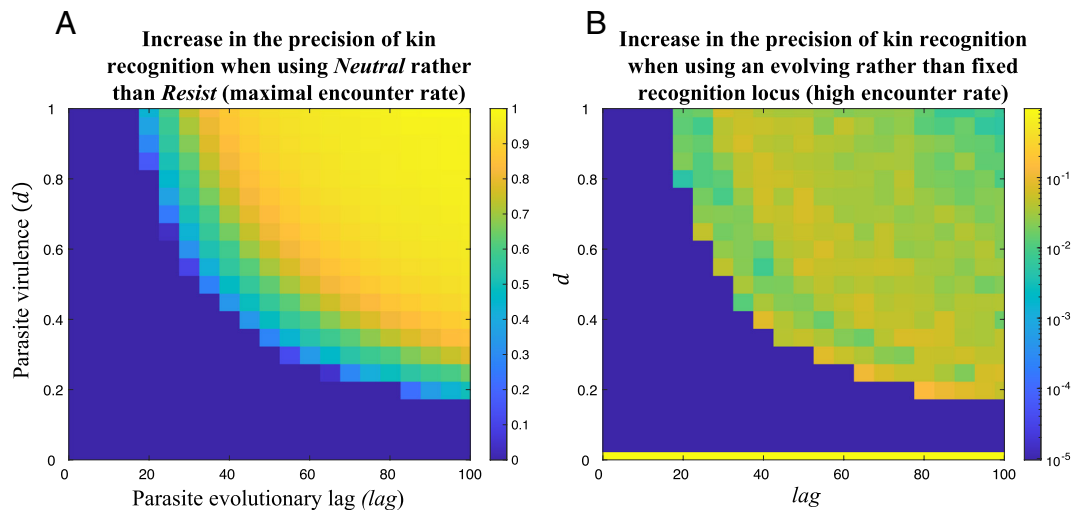 A
Increase in the precision of kin
recognition when using Neutral rather
than Resist (maximal encounter rate)
Parasite virulence (d)
1
0.8
0.6
0.4
0.2
0
0 20 40 60 80 100
Parasite evolutionary lag (lag)
1
0.9
0.8
0.7
0.6
0.5
0.4
0.3
0.2
0.1
0
B
Increase in the precision of kin recognition
when using an evolving rather than fixed
recognition locus (high encounter rate)
d
1
0.8
0.6
0.4
0.2
0
0 20 40 60 80 100
lag
10⁻¹
10⁻²
10⁻³
10⁻⁴
10⁻⁵